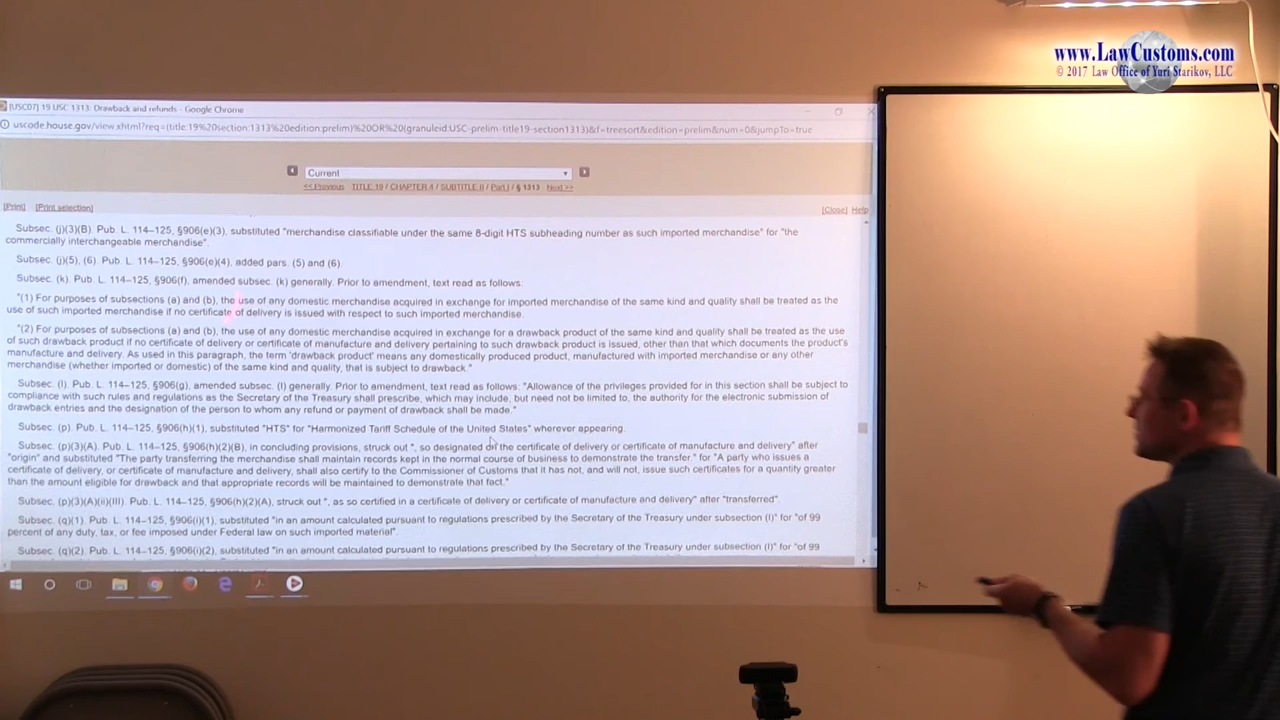 www.LawCustoms.com
© 2017 Law Office of Yuri Starikov, LLC
[USC07] 19 USC 1313: Drawback and refunds - Google Chrome
uscode.house.gov/view.xhtml?req=(title:19%20section:1313%20edition:prelim)%20OR%20(granuleid:USC-prelim-title19-section1313)&f=treesort&edition=prelim&num=0&jumpTo=true
Current
<< Previous TITLE 19 / CHAPTER 4 / SUBTITLE II / Part I / § 1313 Next >>
[Print] [Print selection] [Close] Help
Subsec. (j)(3)(B). Pub. L. 114–125, §906(e)(3), substituted "merchandise classifiable under the same 8-digit HTS subheading number as such imported merchandise" for "the
commercially interchangeable merchandise".
Subsec. (j)(5), (6). Pub. L. 114–125, §906(e)(4), added pars. (5) and (6).
Subsec. (k). Pub. L. 114–125, §906(f), amended subsec. (k) generally. Prior to amendment, text read as follows:
"(1) For purposes of subsections (a) and (b), the use of any domestic merchandise acquired in exchange for imported merchandise of the same kind and quality shall be treated as the
use of such imported merchandise if no certificate of delivery is issued with respect to such imported merchandise.
"(2) For purposes of subsections (a) and (b), the use of any domestic merchandise acquired in exchange for a drawback product of the same kind and quality shall be treated as the use
of such drawback product if no certificate of delivery or certificate of manufacture and delivery pertaining to such drawback product is issued, other than that which documents the product's
manufacture and delivery. As used in this paragraph, the term 'drawback product' means any domestically produced product, manufactured with imported merchandise or any other
merchandise (whether imported or domestic) of the same kind and quality, that is subject to drawback."
Subsec. (l). Pub. L. 114–125, §906(g), amended subsec. (l) generally. Prior to amendment, text read as follows: "Allowance of the privileges provided for in this section shall be subject to
compliance with such rules and regulations as the Secretary of the Treasury shall prescribe, which may include, but need not be limited to, the authority for the electronic submission of
drawback entries and the designation of the person to whom any refund or payment of drawback shall be made."
Subsec. (p). Pub. L. 114–125, §906(h)(1), substituted "HTS" for "Harmonized Tariff Schedule of the United States" wherever appearing.
Subsec. (p)(3)(A). Pub. L. 114–125, §906(h)(2)(B), in concluding provisions, struck out ", so designated on the certificate of delivery or certificate of manufacture and delivery" after
"origin" and substituted "The party transferring the merchandise shall maintain records kept in the normal course of business to demonstrate the transfer." for "A party who issues a
certificate of delivery, or certificate of manufacture and delivery, shall also certify to the Commissioner of Customs that it has not, and will not, issue such certificates for a quantity greater
than the amount eligible for drawback and that appropriate records will be maintained to demonstrate that fact."
Subsec. (p)(3)(A)(ii)(III). Pub. L. 114–125, §906(h)(2)(A), struck out ", as so certified in a certificate of delivery or certificate of manufacture and delivery" after "transferred".
Subsec. (q)(1). Pub. L. 114–125, §906(i)(1), substituted "in an amount calculated pursuant to regulations prescribed by the Secretary of the Treasury under subsection (l)" for "of 99
percent of any duty, tax, or fee imposed under Federal law on such imported material".
Subsec. (q)(2). Pub. L. 114–125, §906(i)(2), substituted "in an amount calculated pursuant to regulations prescribed by the Secretary of the Treasury under subsection (l)" for "of 99